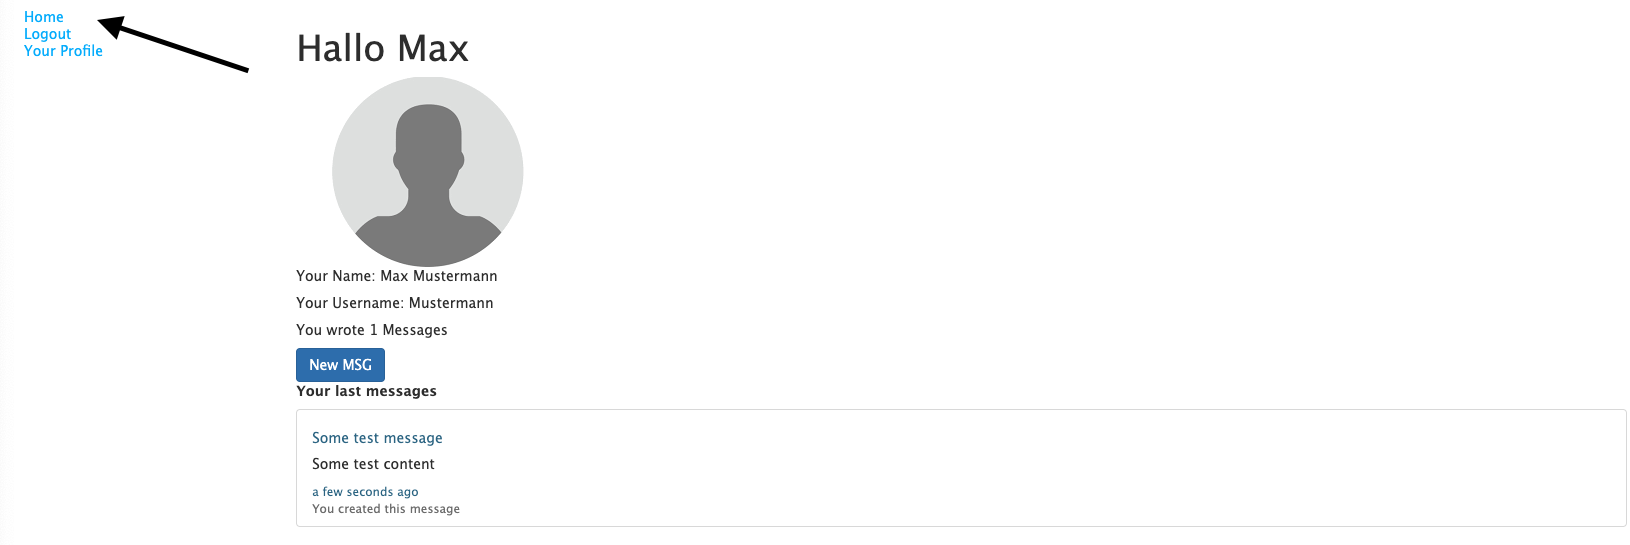 Home
Logout
Your Profile
Hallo Max
Your Name: Max Mustermann
Your Username: Mustermann
You wrote 1 Messages
New MSG
Your last messages
Some test message
Some test content
a few seconds ago
You created this message